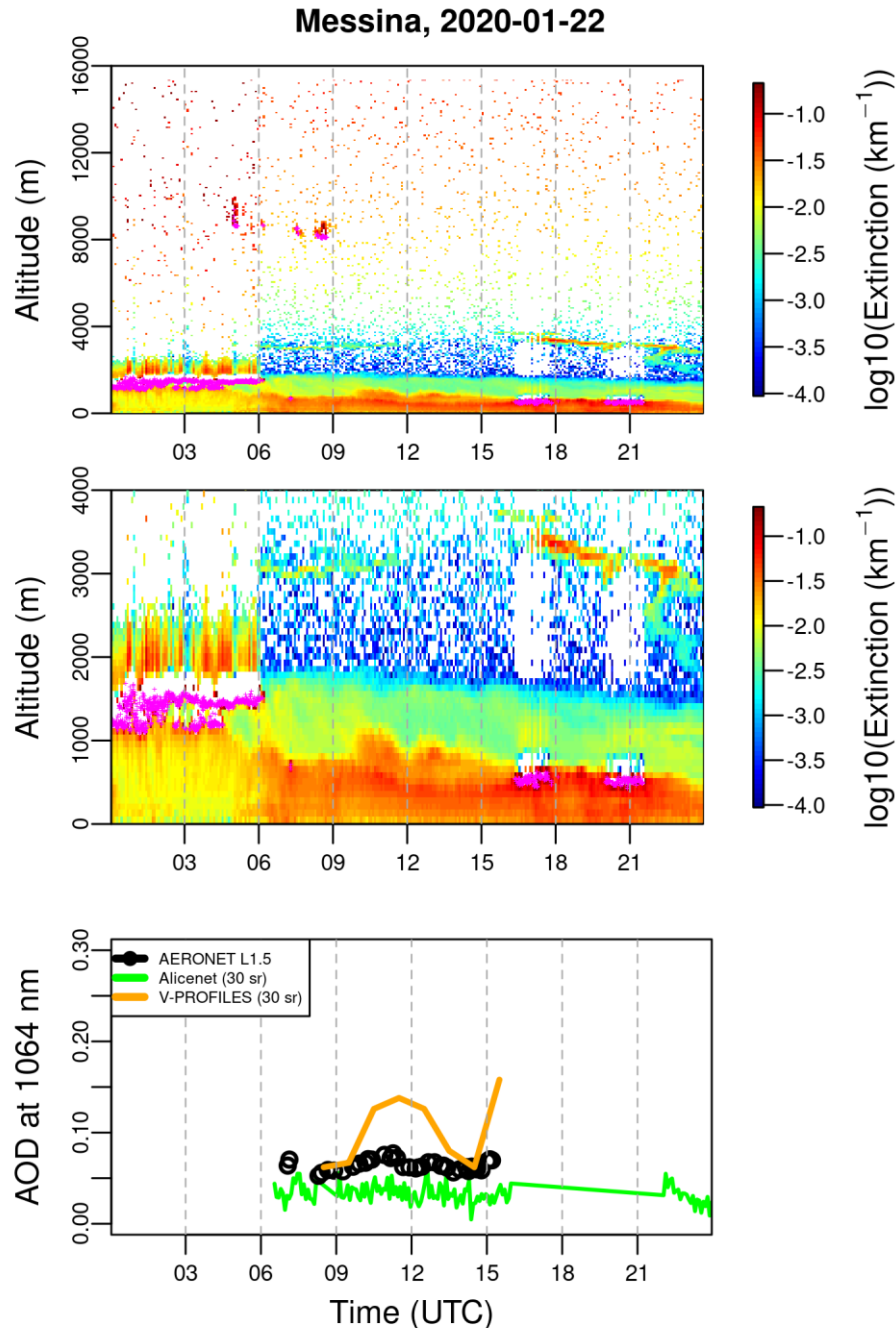 Messina, 2020-01-22
Altitude (m)
16000
12000
8000
4000
0
03 06 09 12 15 18 21
log10(Extinction (km−1))
-1.0
-1.5
-2.0
-2.5
-3.0
-3.5
-4.0
Altitude (m)
4000
3000
2000
1000
0
03 06 09 12 15 18 21
log10(Extinction (km−1))
-1.0
-1.5
-2.0
-2.5
-3.0
-3.5
-4.0
AOD at 1064 nm
0.30
0.20
0.10
0.00
AERONET L1.5
Alicenet (30 sr)
V-PROFILES (30 sr)
03 06 09 12 15 18 21
Time (UTC)